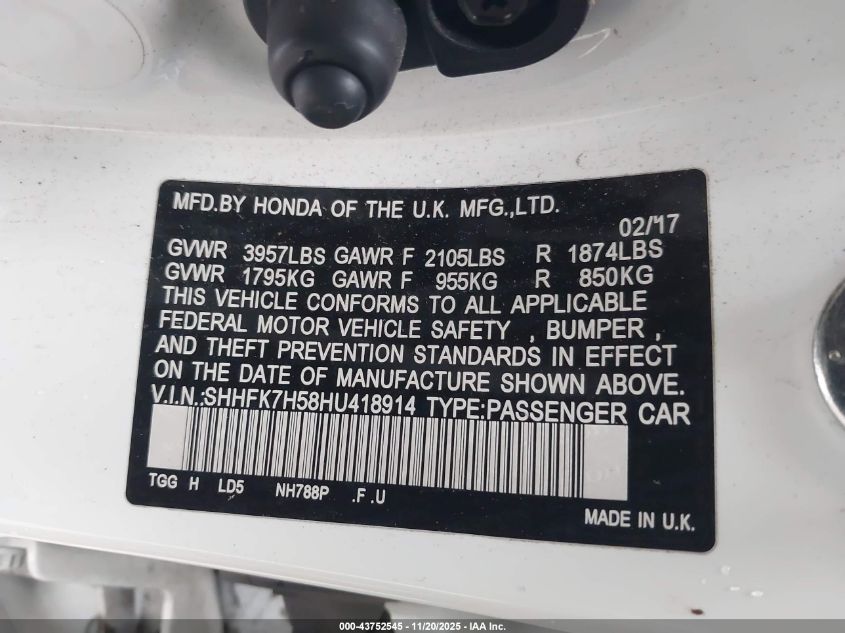 MFD.BY HONDA OF THE U.K. MFG.,LTD.
02/'17
GVWR 3957LBS GAWR F 2105LBS R 1874LBS
GVWR 1795KG GAWR F 955KG R 850KG
THIS VEHICLE CONFORMS TO ALL APPLICABLE
FEDERAL MOTOR VEHICLE SAFETY , BUMPER ,
AND THEFT PREVENTION STANDARDS IN EFFECT
ON THE DATE OF MANUFACTURE SHOWN ABOVE.
V.I.N.:SHHFK7H58HU418914 TYPE:PASSENGER CAR
TGG H LD5 NH788P .F .U
MADE IN U.K.
000-43752545 - 11/20/2025 - IAA Inc.